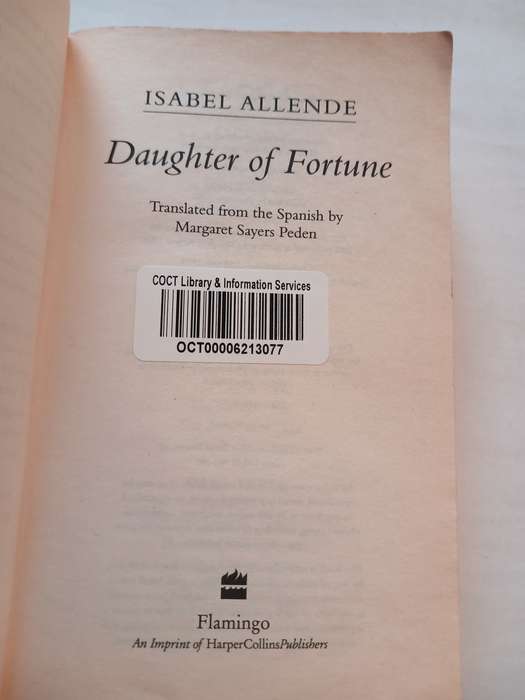 ISABEL ALLENDE
Daughter of Fortune
Translated from the Spanish by
Margaret Sayers Peden
COCT Library & Information Services
OCT00006213077
Flamingo
An Imprint of HarperCollinsPublishers